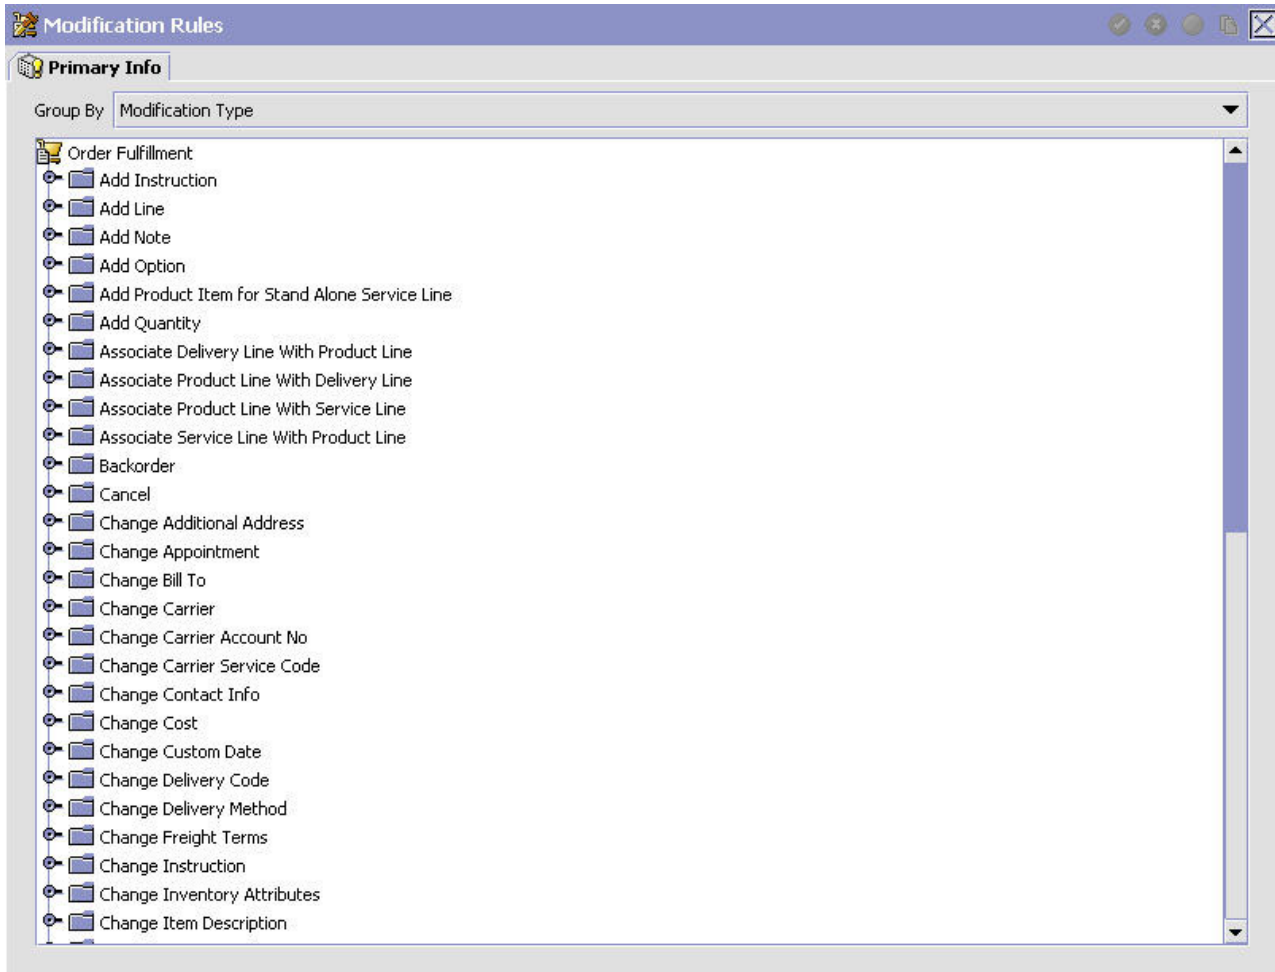 Modification Rules
Primary Info
Group By Modification Type
Order Fulfillment
Add Instruction
Add Line
Add Note
Add Option
Add Product Item for Stand Alone Service Line
Add Quantity
Associate Delivery Line With Product Line
Associate Product Line With Delivery Line
Associate Product Line With Service Line
Associate Service Line With Product Line
Backorder
Cancel
Change Additional Address
Change Appointment
Change Bill To
Change Carrier
Change Carrier Account No
Change Carrier Service Code
Change Contact Info
Change Cost
Change Custom Date
Change Delivery Code
Change Delivery Method
Change Freight Terms
Change Instruction
Change Inventory Attributes
Change Item Description